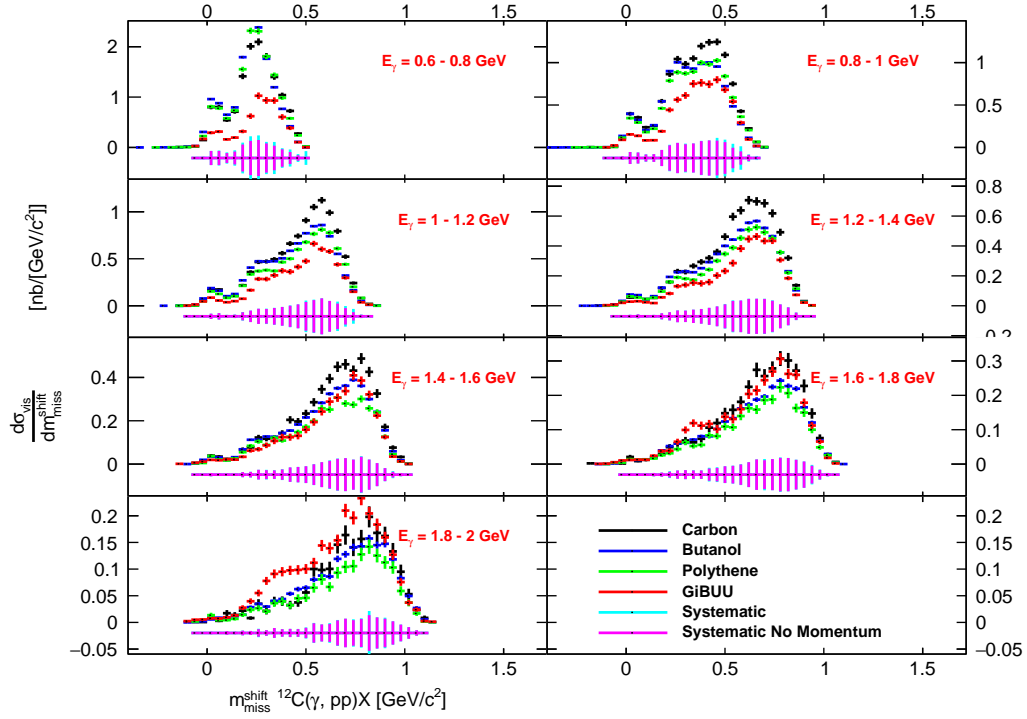 0 0.5 1 1.5 0 0.5 1 1.5
2
1
0
E_γ = 0.6 - 0.8 GeV
E_γ = 0.8 - 1 GeV
1
0.5
0
1
0.5
0
E_γ = 1 - 1.2 GeV
E_γ = 1.2 - 1.4 GeV
0.8
0.6
0.4
0.2
0
0.2
0.4
0.2
0
E_γ = 1.4 - 1.6 GeV
E_γ = 1.6 - 1.8 GeV
0.3
0.2
0.1
0
0.2
0.15
0.1
0.05
0
−0.05
E_γ = 1.8 - 2 GeV
Carbon
Butanol
Polythene
GiBUU
Systematic
Systematic No Momentum
0.2
0.15
0.1
0.05
0
−0.05
0 0.5 1 1.5 0 0.5 1 1.5
dσ_vis/dm^shift_miss [nb/[GeV/c²]]
m^shift_miss ¹²C(γ, pp)X [GeV/c²]